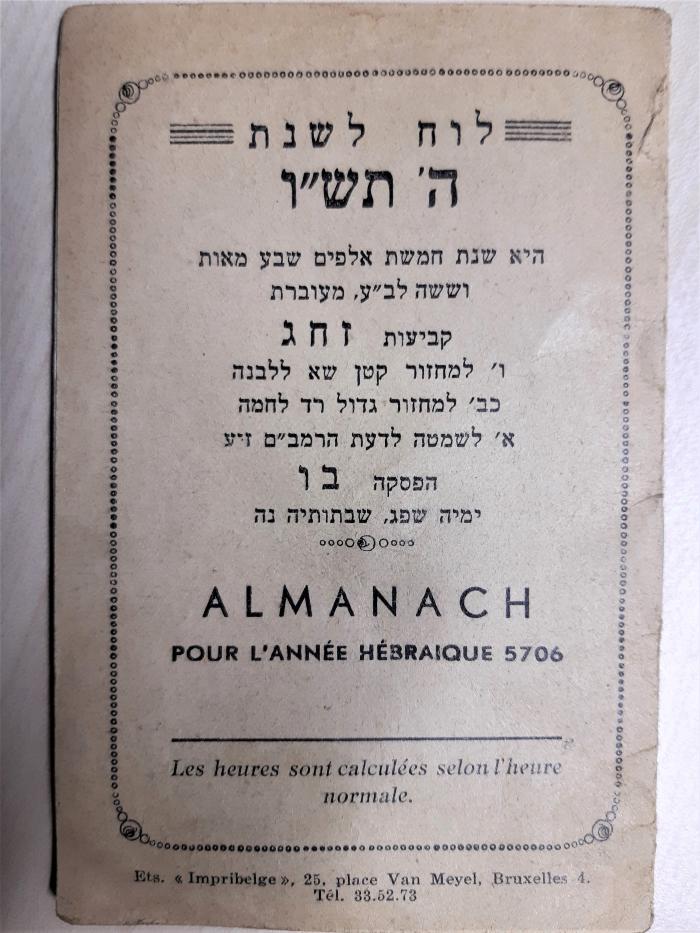 לוח לשנת
ה' תש"ו
היא שנת חמשת אלפים שבע מאות
וששה לב"ע, מעוברת
קביעות זחג
ו' למחזור קטן שא ללבנה
כב' למחזור גדול רד לחמה
א' לשמטה לדעת הרמב"ם זיע
הפסקה בו
ימיה שפג, שבתותיה נה
ALMANACH
POUR L'ANNÉE HÉBRAIQUE 5706
Les heures sont calculées selon l'heure
normale.
Ets. « Impribelge », 25, place Van Meyel, Bruxelles 4.
Tél. 33.52.73